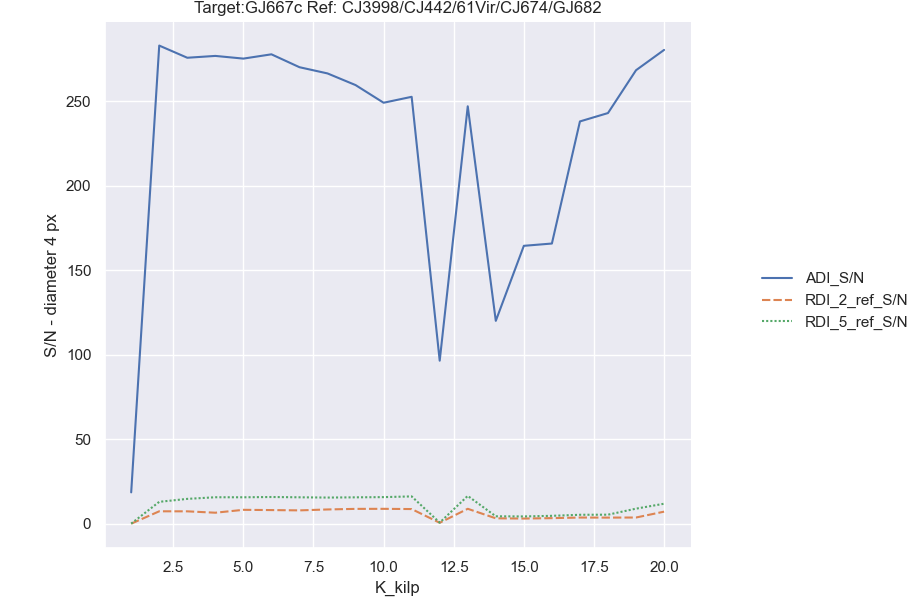 Target:GJ667c Ref: CJ3998/CJ442/61Vir/CJ674/GJ682
S/N - diameter 4 px
250
200
150
100
50
0
2.5 5.0 7.5 10.0 12.5 15.0 17.5 20.0
K_kilp
ADI_S/N
RDI_2_ref_S/N
RDI_5_ref_S/N